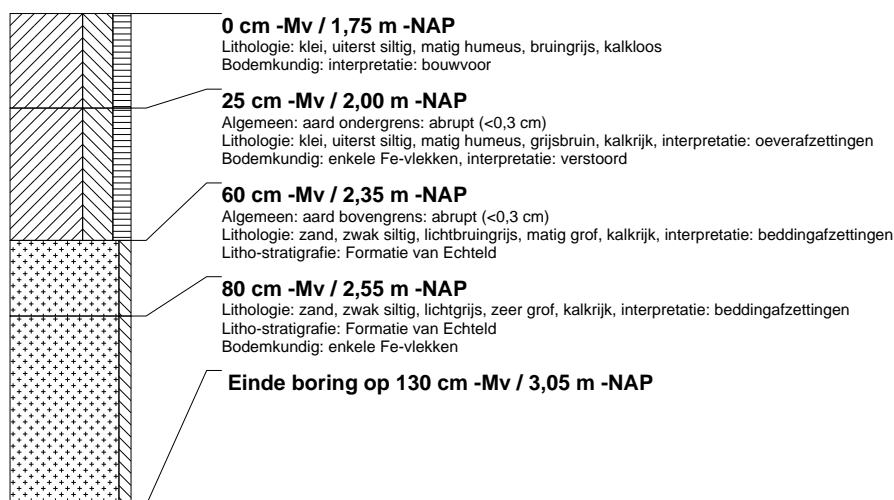 0 cm -Mv / 1,75 m -NAP
Lithologie: klei, uiterst siltig, matig humeus, bruingrijs, kalkloos
Bodemkundig: interpretatie: bouwvoor
25 cm -Mv / 2,00 m -NAP
Algemeen: aard ondergrens: abrupt (<0,3 cm)
Lithologie: klei, uiterst siltig, matig humeus, grijsbruin, kalkrijk, interpretatie: oeverafzettingen
Bodemkundig: enkele Fe-vlekken, interpretatie: verstoord
60 cm -Mv / 2,35 m -NAP
Algemeen: aard bovengrens: abrupt (<0,3 cm)
Lithologie: zand, zwak siltig, lichtbruingrijs, matig grof, kalkrijk, interpretatie: beddingafzettingen
Litho-stratigrafie: Formatie van Echteld
80 cm -Mv / 2,55 m -NAP
Lithologie: zand, zwak siltig, lichtgrijs, zeer grof, kalkrijk, interpretatie: beddingafzettingen
Litho-stratigrafie: Formatie van Echteld
Bodemkundig: enkele Fe-vlekken
Einde boring op 130 cm -Mv / 3,05 m -NAP